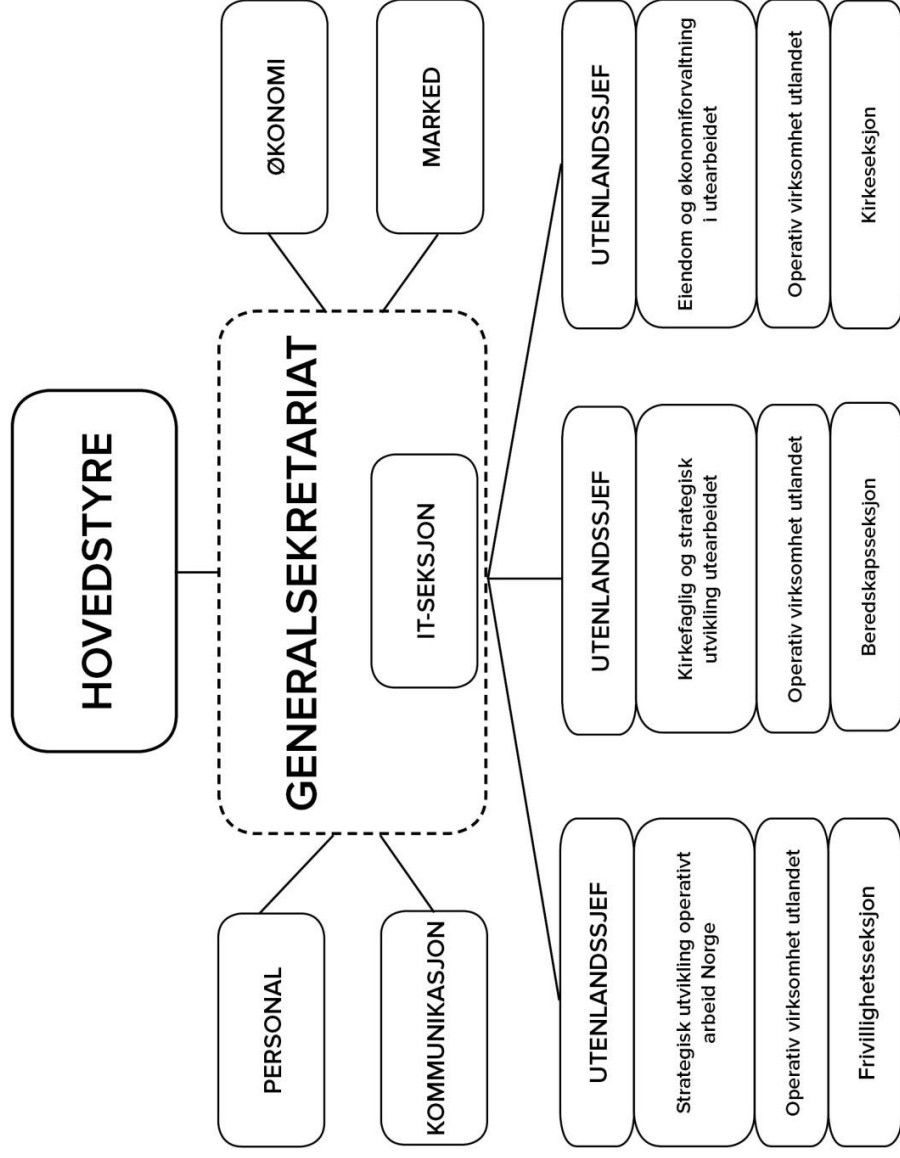 HOVEDSTYRE
GENERALSEKRETARIAT
IT-SEKSJON
PERSONAL
KOMMUNIKASJON
ØKONOMI
MARKED
UTENLANDSSJEF
Strategisk utvikling operativt
arbeid Norge
Operativ virksomhet utlandet
Frivillighetsseksjon
UTENLANDSSJEF
Kirkefaglig og strategisk
utvikling utearbeidet
Operativ virksomhet utlandet
Beredskapsseksjon
UTENLANDSSJEF
Eiendom og økonomiforvaltning
i utearbeidet
Operativ virksomhet utlandet
Kirkeseksjon